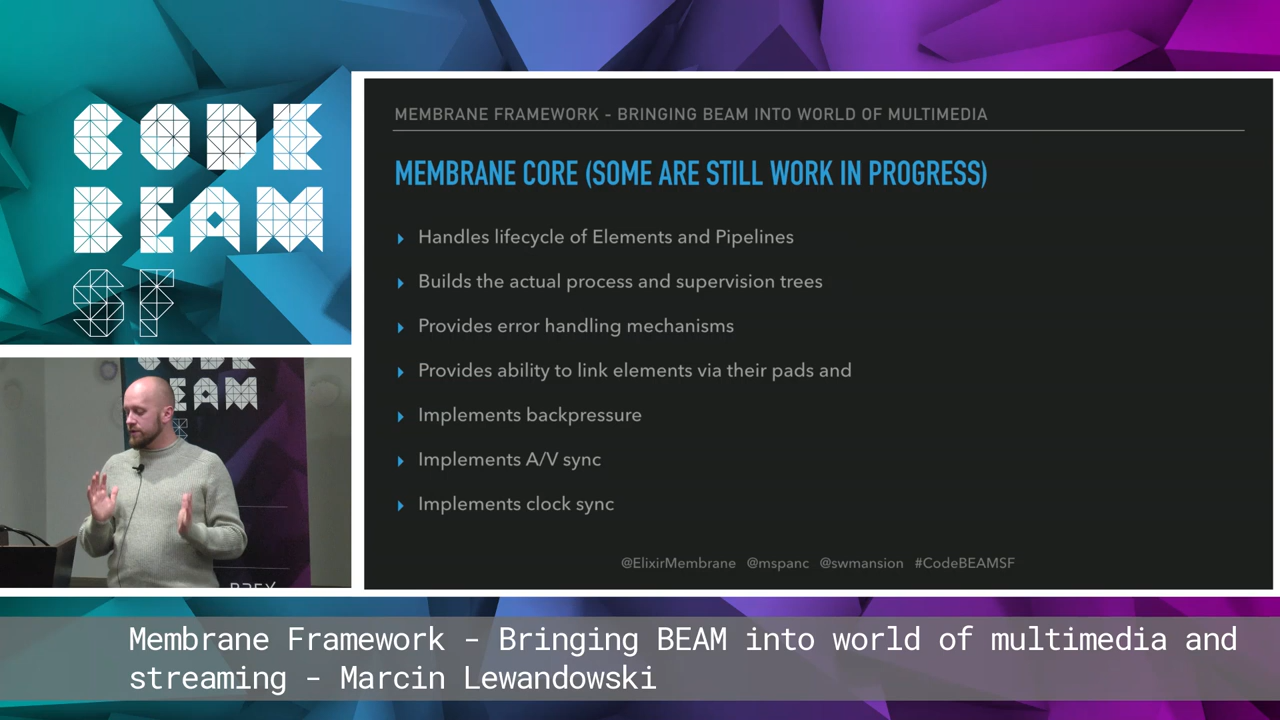 CODE
BEAM
SF
MEMBRANE FRAMEWORK - BRINGING BEAM INTO WORLD OF MULTIMEDIA
MEMBRANE CORE (SOME ARE STILL WORK IN PROGRESS)
Handles lifecycle of Elements and Pipelines
Builds the actual process and supervision trees
Provides error handling mechanisms
Provides ability to link elements via their pads and
Implements backpressure
Implements A/V sync
Implements clock sync
@ElixirMembrane @mspanc @swmansion #CodeBEAMSF
CODE
BEAM
Membrane Framework - Bringing BEAM into world of multimedia and
streaming - Marcin Lewandowski